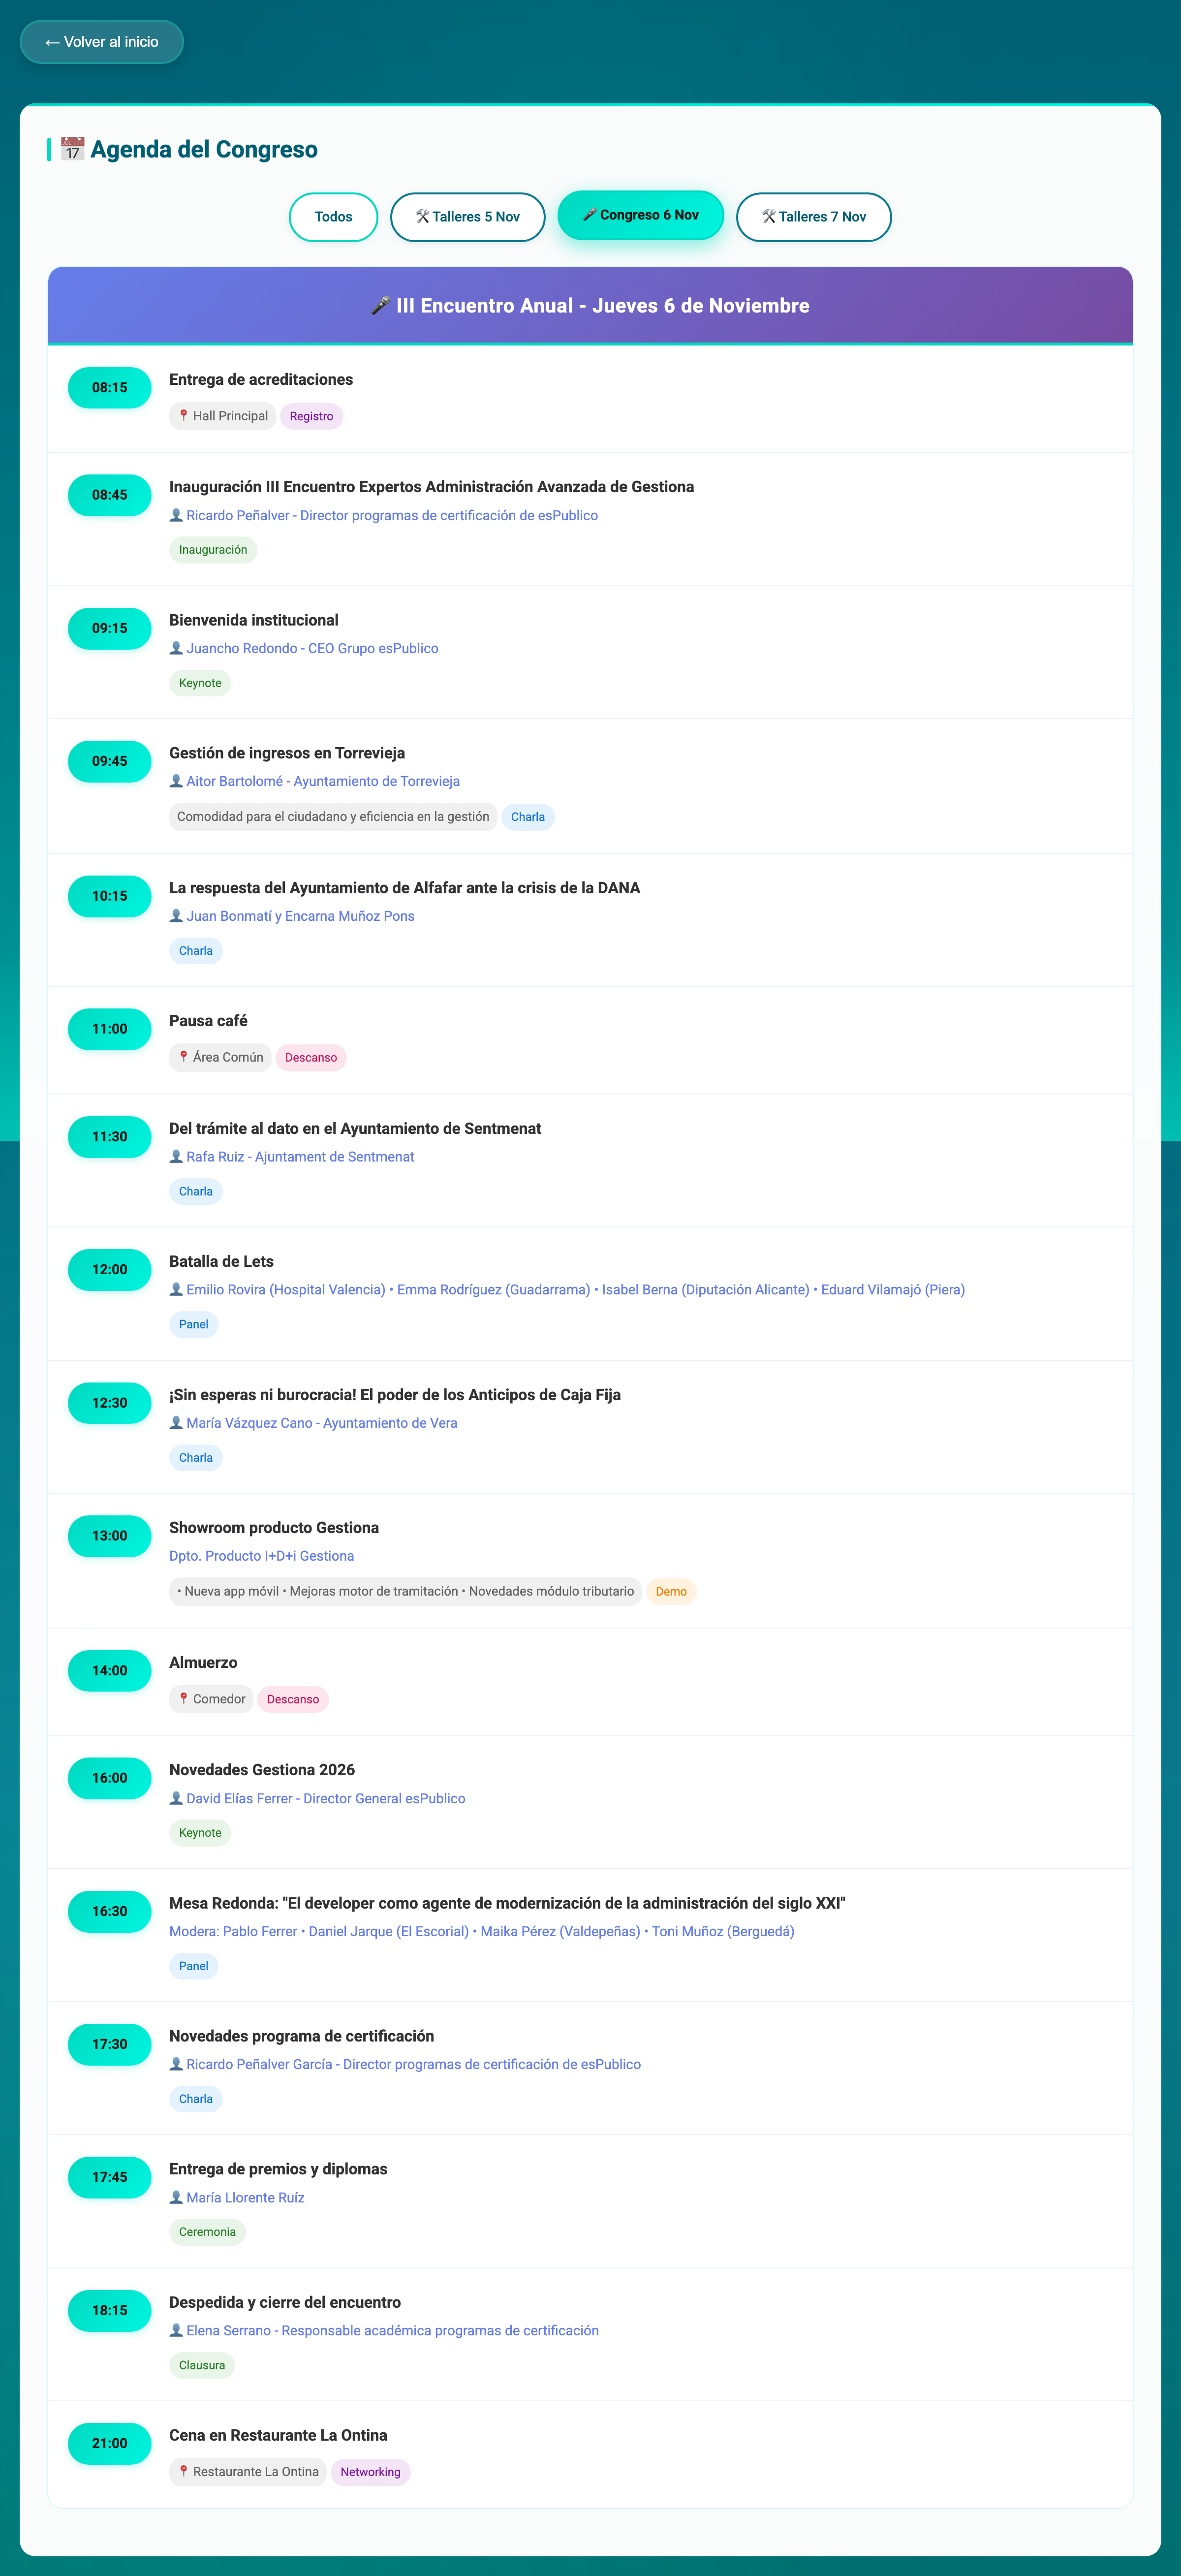 ← Volver al inicio
Agenda del Congreso
Todos
Talleres 5 Nov
Congreso 6 Nov
Talleres 7 Nov
III Encuentro Anual - Jueves 6 de Noviembre
08:15
Entrega de acreditaciones
Hall Principal Registro
08:45
Inauguración III Encuentro Expertos Administración Avanzada de Gestiona
Ricardo Peñalver - Director programas de certificación de esPublico
Inauguración
09:15
Bienvenida institucional
Juancho Redondo - CEO Grupo esPublico
Keynote
09:45
Gestión de ingresos en Torrevieja
Aitor Bartolomé - Ayuntamiento de Torrevieja
Comodidad para el ciudadano y eficiencia en la gestión Charla
10:15
La respuesta del Ayuntamiento de Alfafar ante la crisis de la DANA
Juan Bonmatí y Encarna Muñoz Pons
Charla
11:00
Pausa café
Área Común Descanso
11:30
Del trámite al dato en el Ayuntamiento de Sentmenat
Rafa Ruiz - Ajuntament de Sentmenat
Charla
12:00
Batalla de Lets
Emilio Rovira (Hospital Valencia) • Emma Rodríguez (Guadarrama) • Isabel Berna (Diputación Alicante) • Eduard Vilamajó (Piera)
Panel
12:30
¡Sin esperas ni burocracia! El poder de los Anticipos de Caja Fija
María Vázquez Cano - Ayuntamiento de Vera
Charla
13:00
Showroom producto Gestiona
Dpto. Producto I+D+i Gestiona
• Nueva app móvil • Mejoras motor de tramitación • Novedades módulo tributario Demo
14:00
Almuerzo
Comedor Descanso
16:00
Novedades Gestiona 2026
David Elías Ferrer - Director General esPublico
Keynote
16:30
Mesa Redonda: "El developer como agente de modernización de la administración del siglo XXI"
Modera: Pablo Ferrer • Daniel Jarque (El Escorial) • Maika Pérez (Valdepeñas) • Toni Muñoz (Berguedá)
Panel
17:30
Novedades programa de certificación
Ricardo Peñalver García - Director programas de certificación de esPublico
Charla
17:45
Entrega de premios y diplomas
María Llorente Ruíz
Ceremonia
18:15
Despedida y cierre del encuentro
Elena Serrano - Responsable académica programas de certificación
Clausura
21:00
Cena en Restaurante La Ontina
Restaurante La Ontina Networking